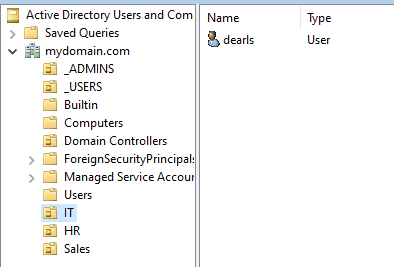 Active Directory Users and Com
Saved Queries
mydomain.com
_ADMINS
_USERS
Builtin
Computers
Domain Controllers
ForeignSecurityPrincipals
Managed Service Accou
Users
IT
HR
Sales
Name Type
dearls User